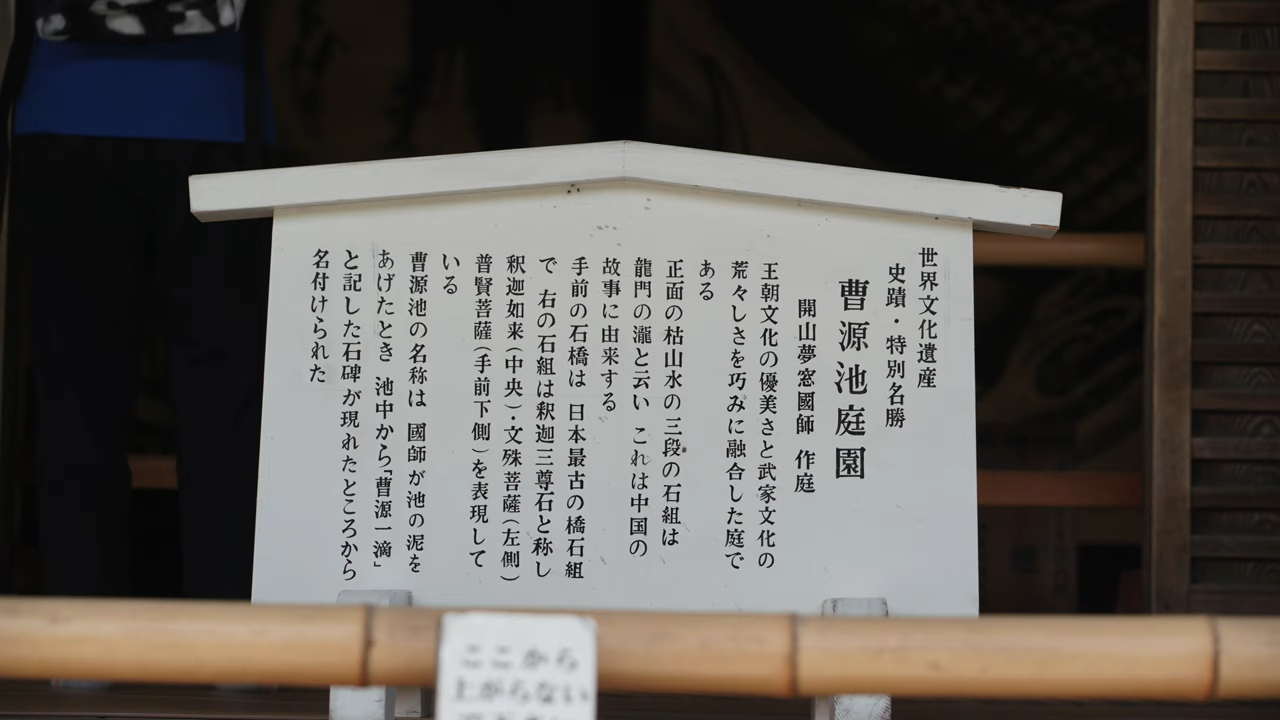 世界文化遺産
史蹟・特別名勝
曹源池庭園
開山夢窓國師 作庭
王朝文化の優美さと武家文化の
荒々しさを巧みに融合した庭で
ある
正面の枯山水の三段の石組は
龍門の瀧と云い これは中国の
故事に由来する
手前の石橋は 日本最古の橋石組
で 右の石組は釈迦三尊石と称し
釈迦如来(中央)・文殊菩薩(左側)
普賢菩薩(手前下側)を表現して
いる
曹源池の名称は 國師が池の泥を
あげたとき 池中から「曹源一滴」
と記した石碑が現れたところから
名付けられた
ここから
上がらない